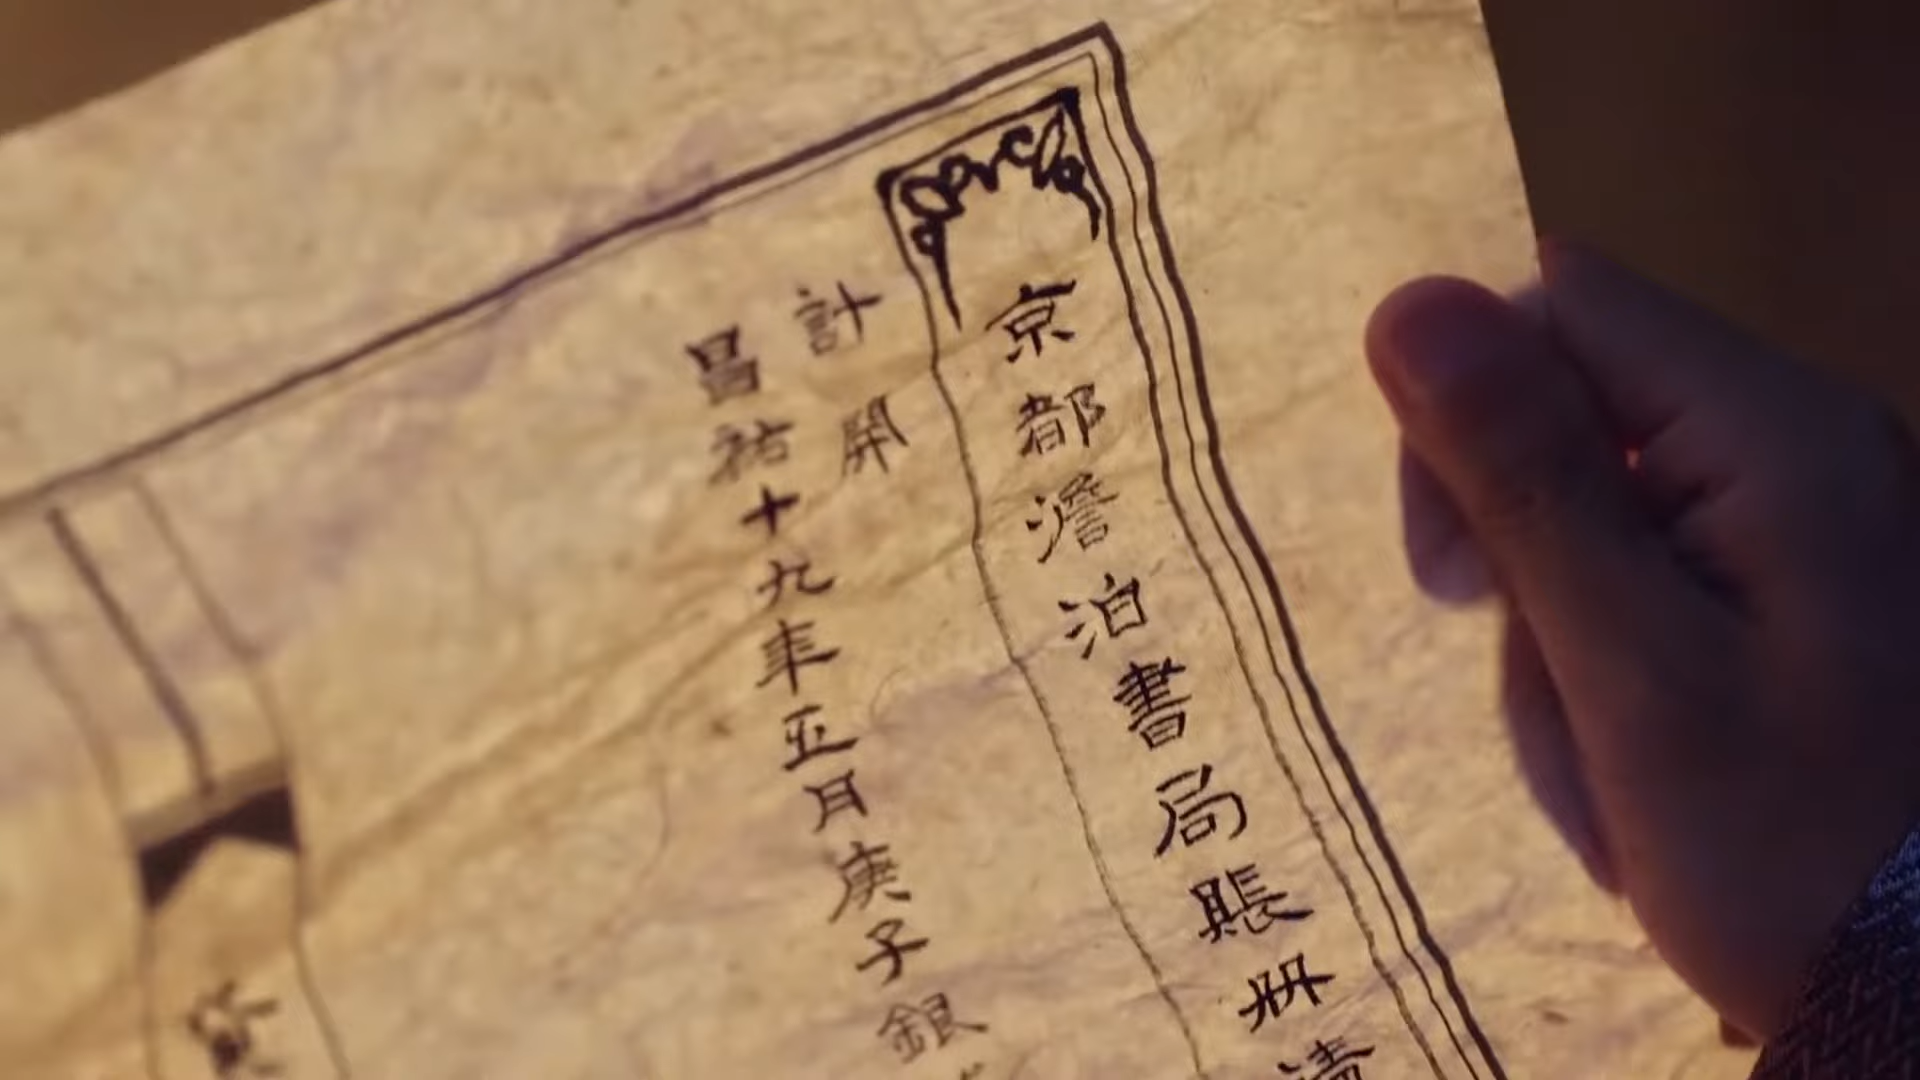 京都澹泊書局賬册清
計開
昌祐十九年五月庚子銀